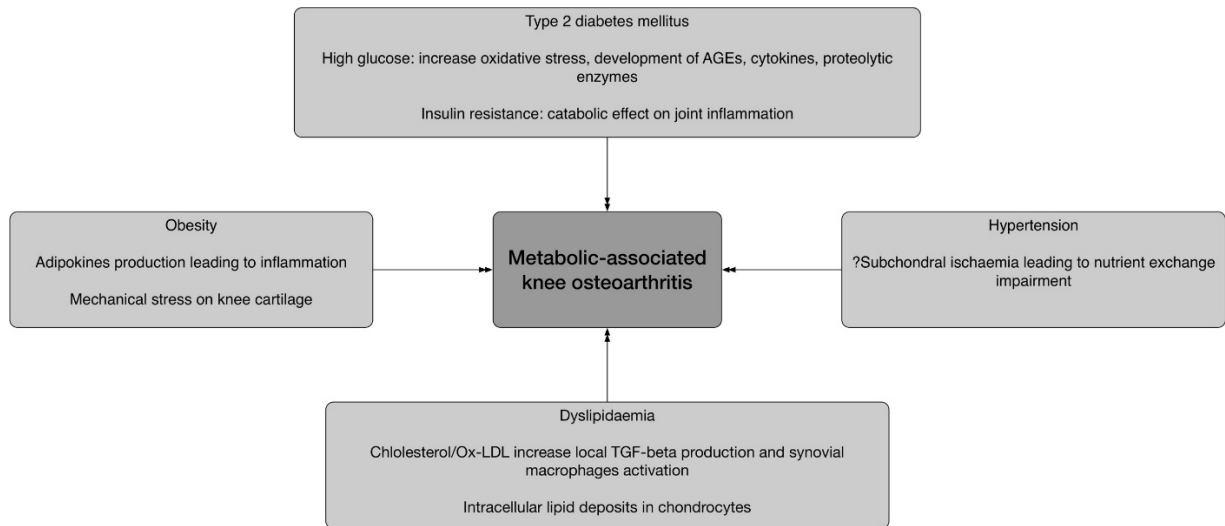 Type 2 diabetes mellitus
High glucose: increase oxidative stress, development of AGEs, cytokines, proteolytic
enzymes
Insulin resistance: catabolic effect on joint inflammation
Obesity
Adipokines production leading to inflammation
Mechanical stress on knee cartilage
Metabolic-associated
knee osteoarthritis
Hypertension
?Subchondral ischaemia leading to nutrient exchange
impairment
Dyslipidaemia
Chlolesterol/Ox-LDL increase local TGF-beta production and synovial
macrophages activation
Intracellular lipid deposits in chondrocytes